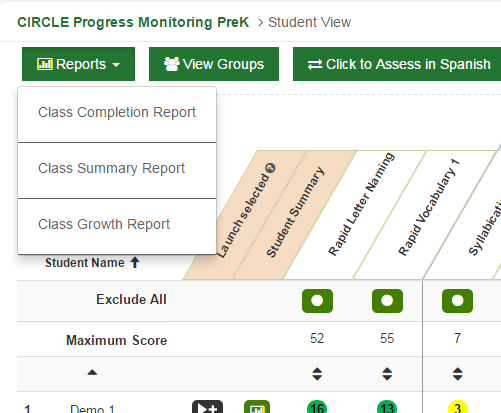 CIRCLE Progress Monitoring PreK > Student View
Reports View Groups Click to Assess in Spanish
Class Completion Report
Class Summary Report
Class Growth Report
Launch selected
Student Summary
Rapid Letter Naming
Rapid Vocabulary 1
Student Name
Exclude All
Maximum Score 52 55 7
1 Demo 1 16 13 3